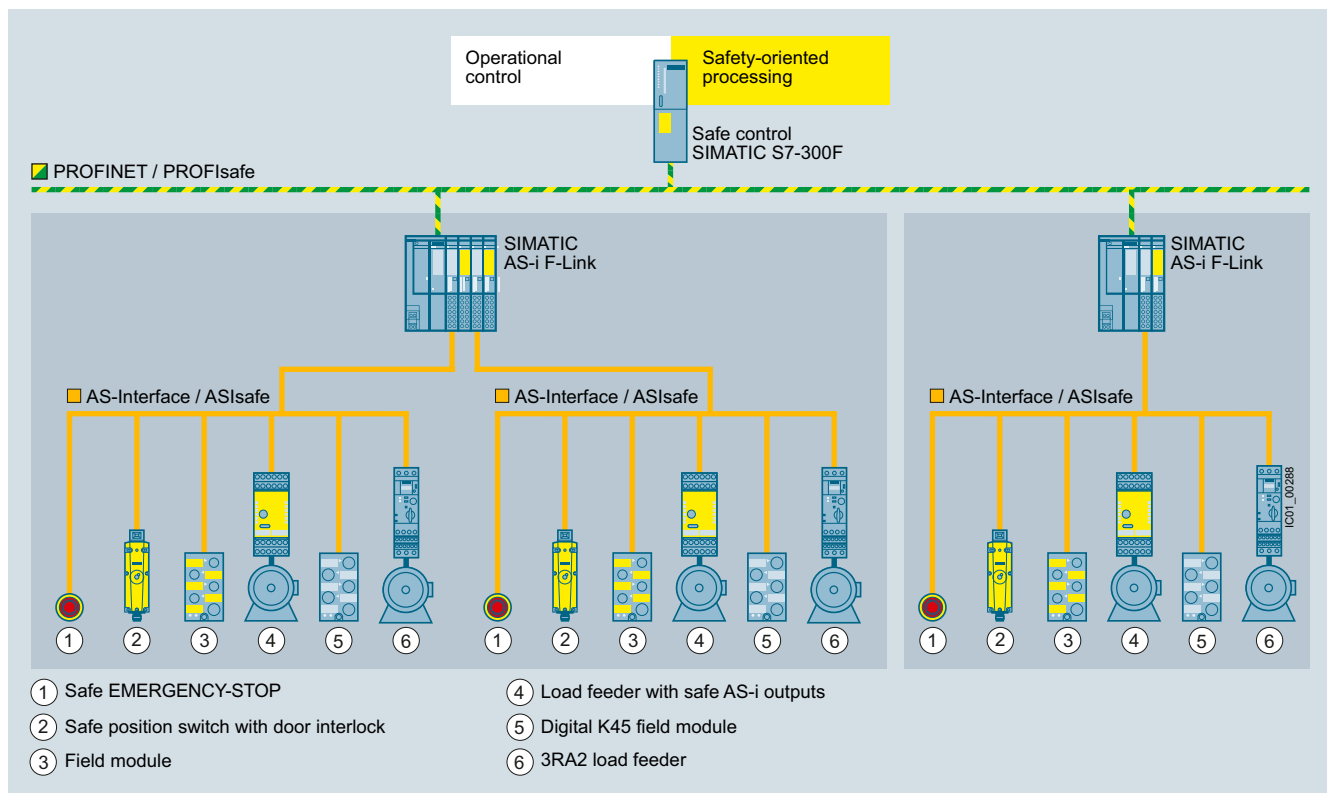 Operational
control
Safety-oriented
processing
Safe control
SIMATIC S7-300F
PROFINET / PROFIsafe
SIMATIC
AS-i F-Link
SIMATIC
AS-i F-Link
AS-Interface / ASIsafe
AS-Interface / ASIsafe
AS-Interface / ASIsafe
IC01_00288
1 2 3 4 5 6
1 2 3 4 5 6
1 2 3 4 5 6
1 Safe EMERGENCY-STOP
2 Safe position switch with door interlock
3 Field module
4 Load feeder with safe AS-i outputs
5 Digital K45 field module
6 3RA2 load feeder